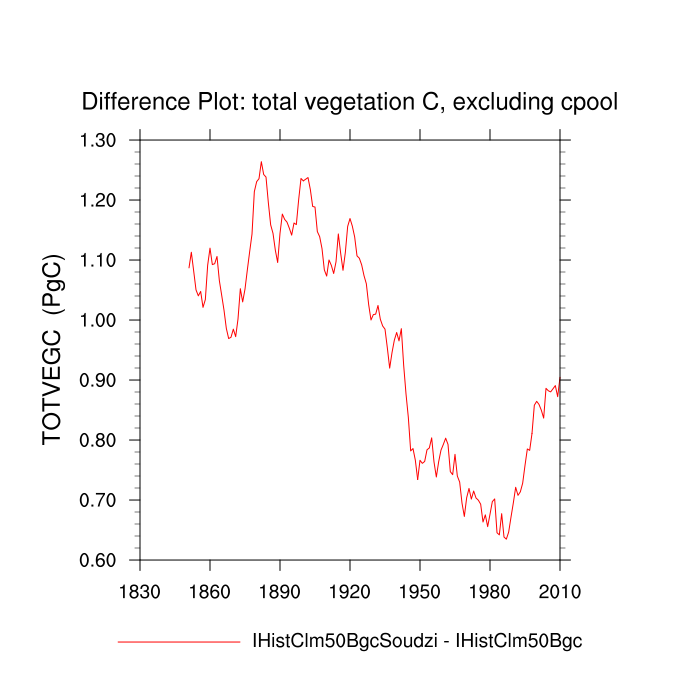 Difference Plot: total vegetation C, excluding cpool
TOTVEGC (PgC)
1.30
1.20
1.10
1.00
0.90
0.80
0.70
0.60
1830 1860 1890 1920 1950 1980 2010
IHistClm50BgcSoudzi - IHistClm50Bgc